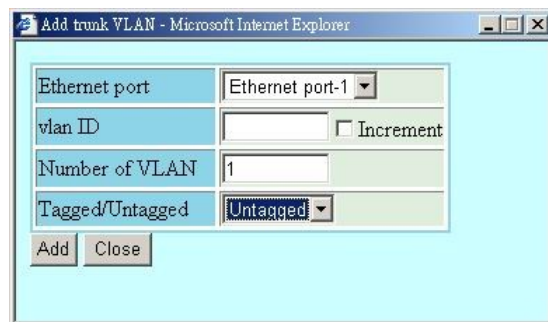 Add trunk VLAN - Microsoft Internet Explorer
Ethernet port Ethernet port-1
vlan ID Increment
Number of VLAN 1
Tagged/Untagged Untagged
Add Close